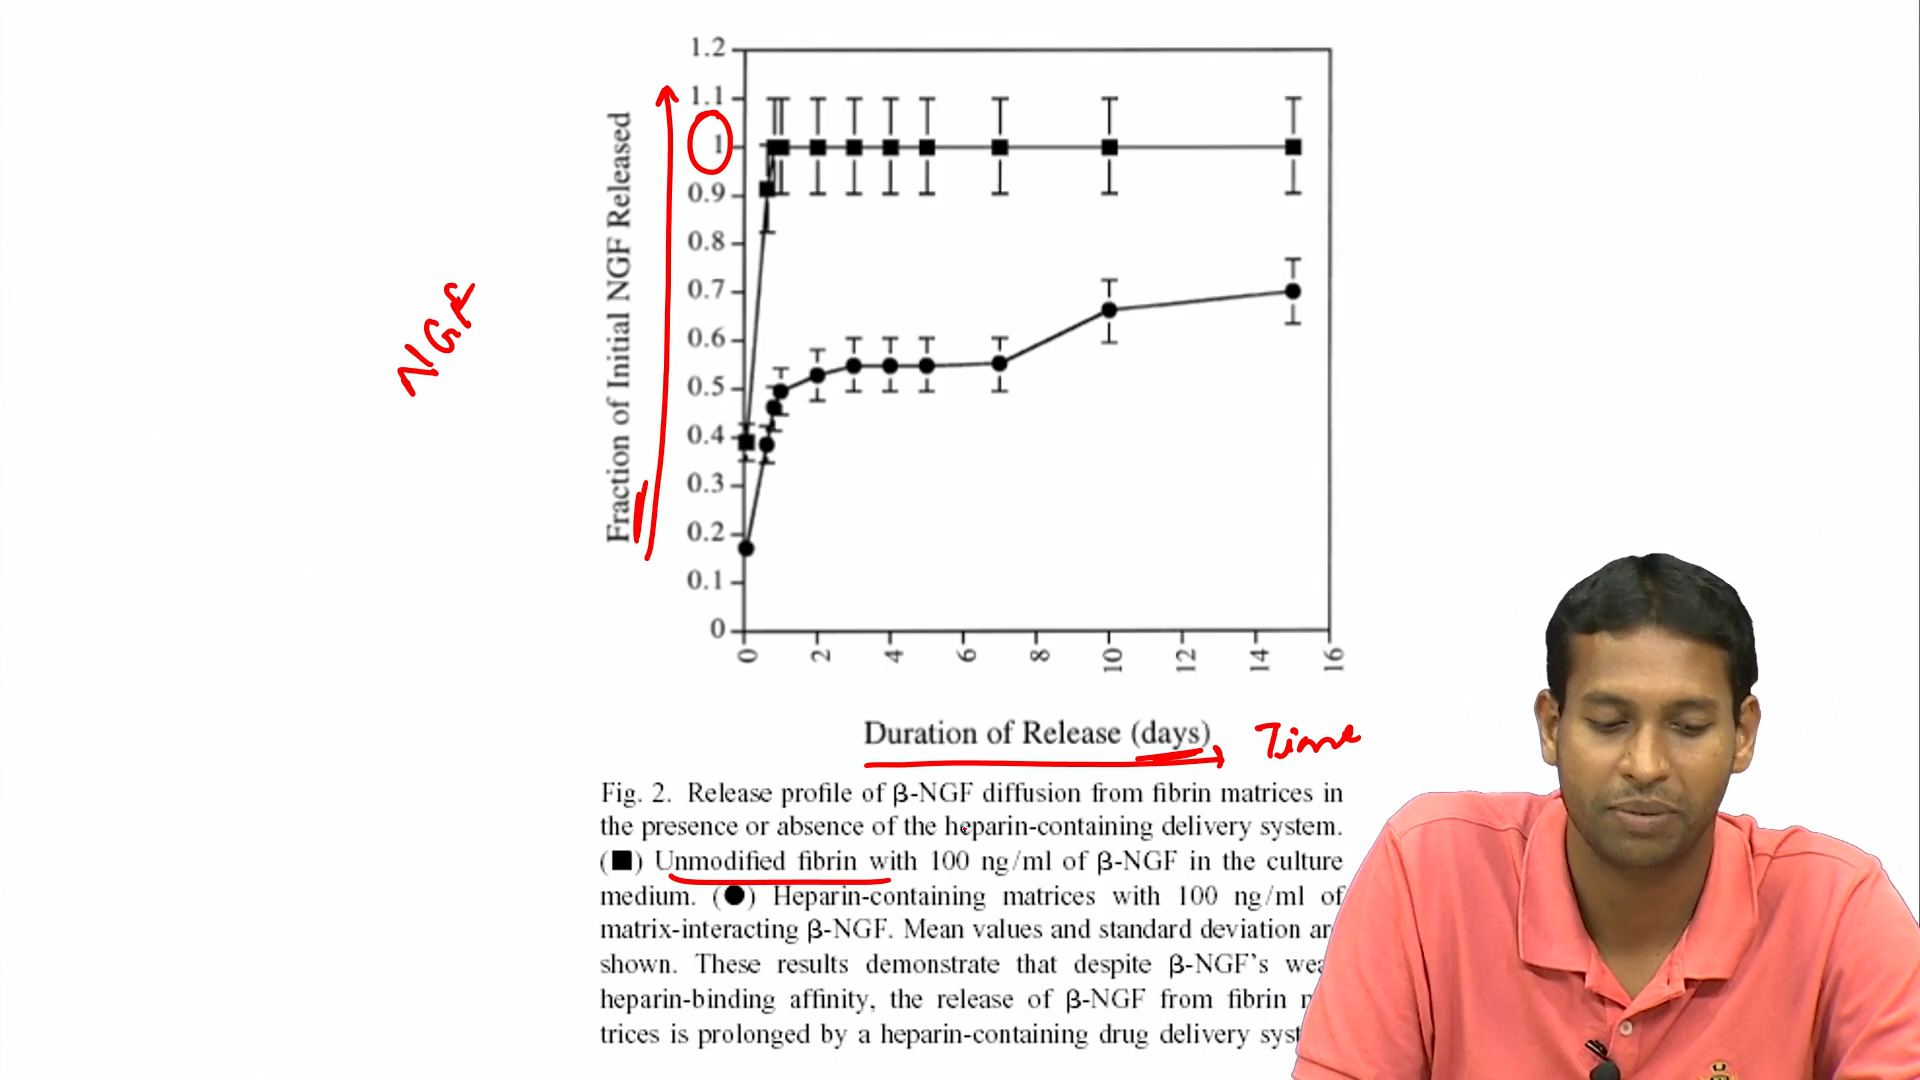 1.2
1.1
1
0.9
0.8
0.7
0.6
0.5
0.4
0.3
0.2
0.1
0
Fraction of Initial NGF Released
NGF
0 2 4 6 8 10 12 14 16
Duration of Release (days)
Time
Fig. 2. Release profile of β-NGF diffusion from fibrin matrices in
the presence or absence of the heparin-containing delivery system.
(■) Unmodified fibrin with 100 ng/ml of β-NGF in the culture
medium. (●) Heparin-containing matrices with 100 ng/ml of
matrix-interacting β-NGF. Mean values and standard deviation
shown. These results demonstrate that despite β-NGF's
heparin-binding affinity, the release of β-NGF from fibrin
trices is prolonged by a heparin-containing drug delivery